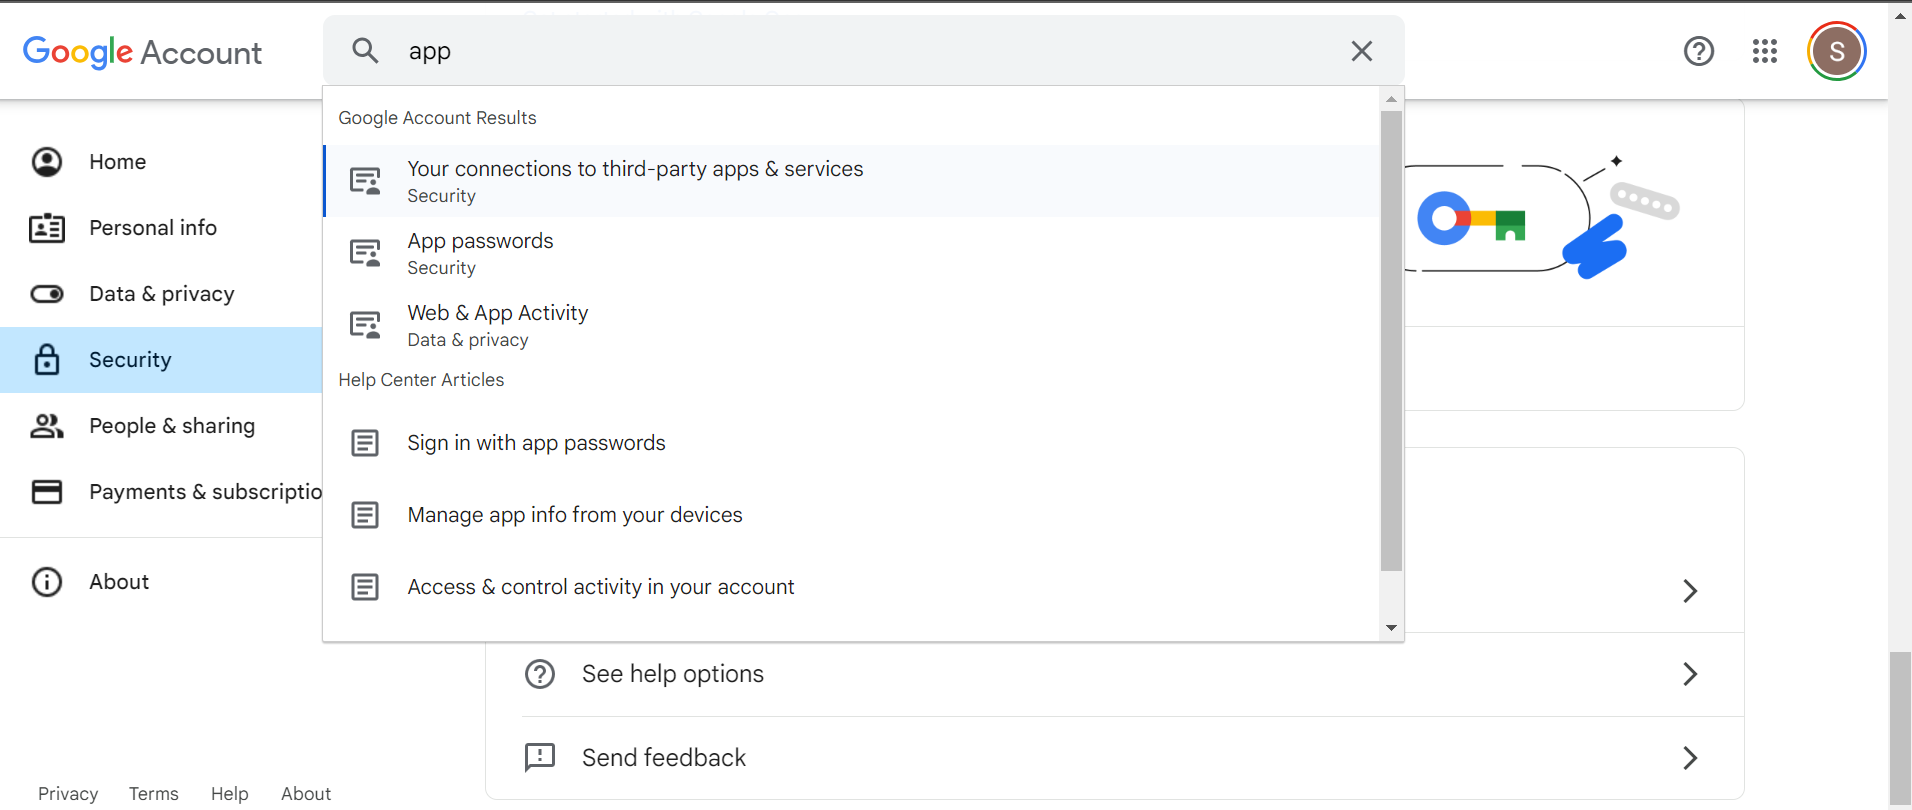 Google Account
app
S
Google Account Results
Your connections to third-party apps & services
Security
App passwords
Security
Web & App Activity
Data & privacy
Help Center Articles
Sign in with app passwords
Manage app info from your devices
Access & control activity in your account
Home
Personal info
Data & privacy
Security
People & sharing
Payments & subscriptio
About
See help options
Send feedback
Privacy Terms Help About